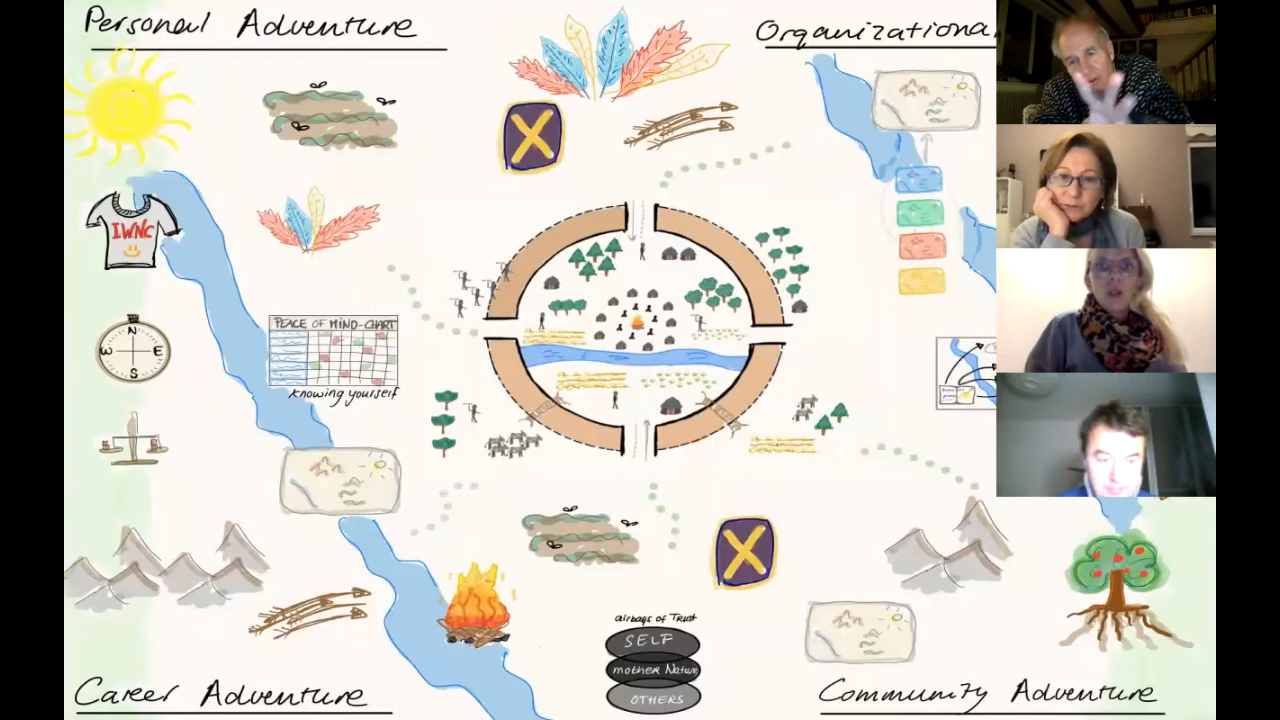 Personal Adventure
Organizationa
IWNC
N
W E
S
PEACE OF MIND-CHART
Knowing yourself
airbags of Trust
SELF
mother Nature
OTHERS
Career Adventure
Community Adventure